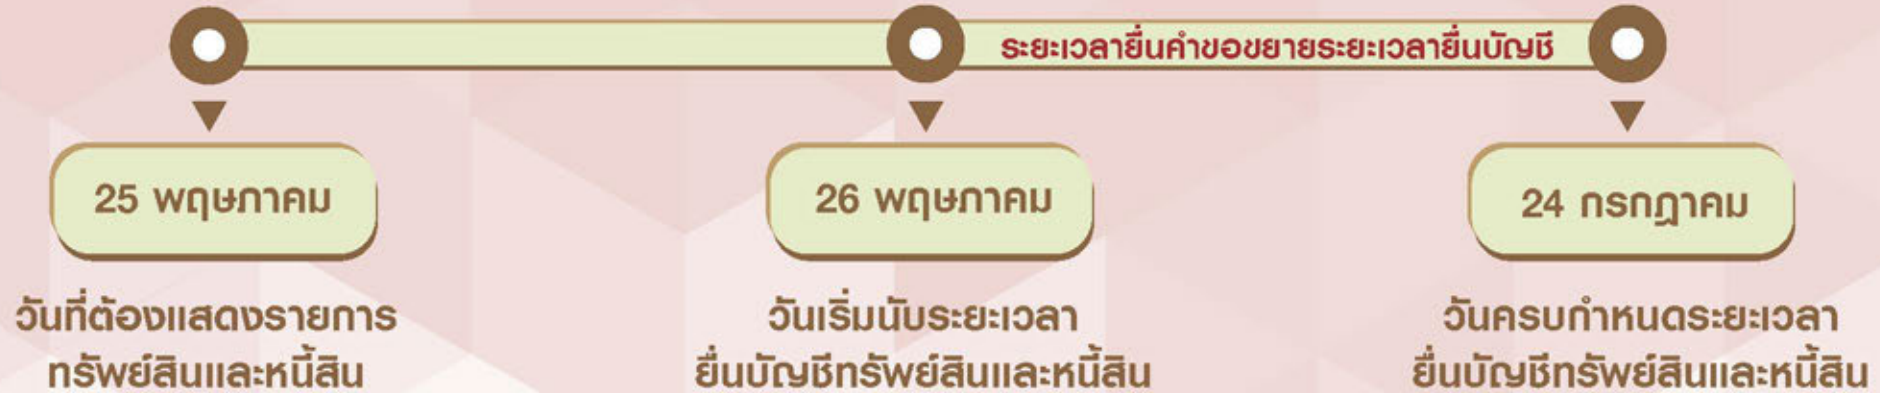 ระยะเวลายื่นคำขอขยายระยะเวลายื่นบัญชี
25 พฤษภาคม
26 พฤษภาคม
24 กรกฎาคม
วันที่ต้องแสดงรายการ
ทรัพย์สินและหนี้สิน
วันเริ่มนับระยะเวลา
ยื่นบัญชีทรัพย์สินและหนี้สิน
วันครบกำหนดระยะเวลา
ยื่นบัญชีทรัพย์สินและหนี้สิน